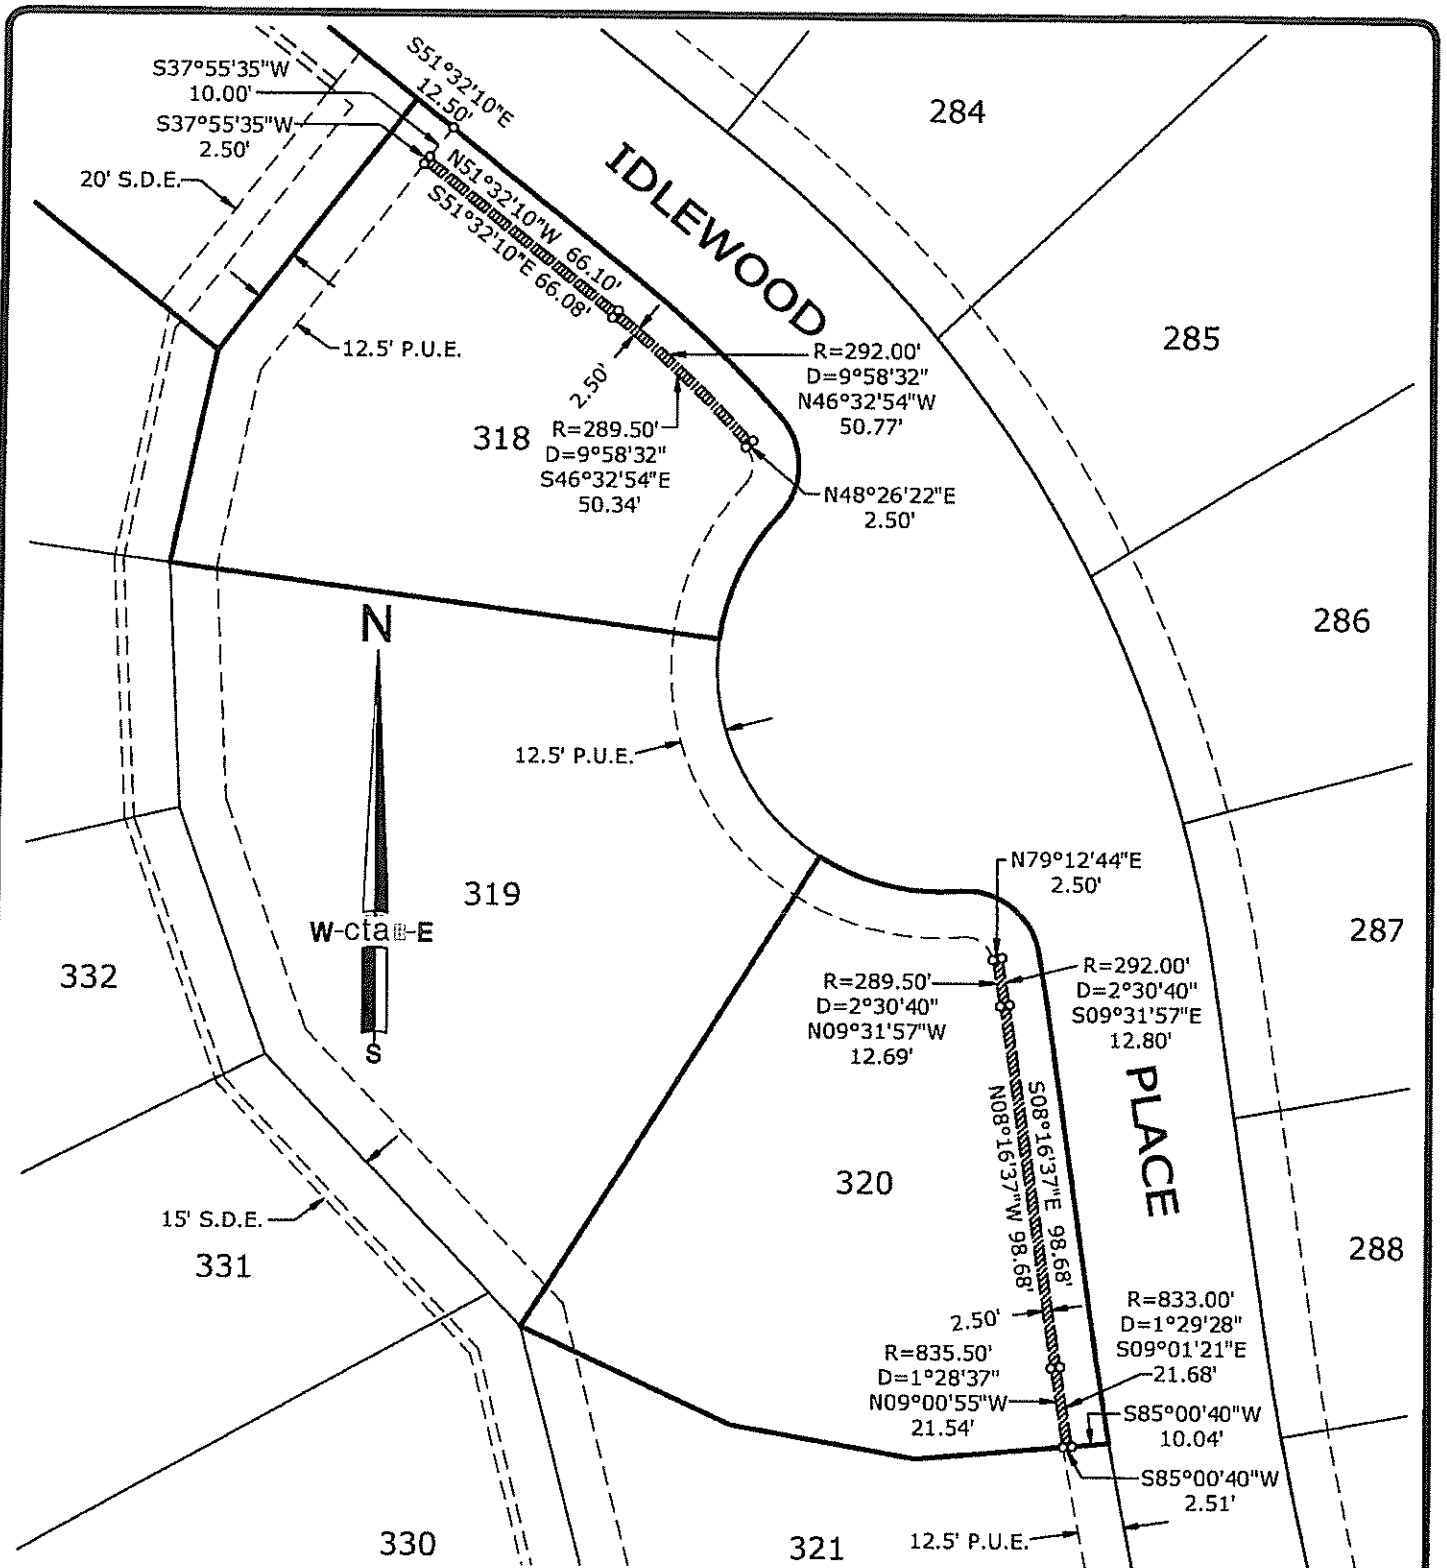 S37°55'35"W
10.00'
S37°55'35"W
2.50'
20' S.D.E.
S51°32'10"E
12.50'
N51°32'10"W 66.10'
S51°32'10"E 66.08'
IDLEWOOD
284
285
12.5' P.U.E.
2.50'
R=292.00'
D=9°58'32"
N46°32'54"W
50.77'
318
R=289.50'
D=9°58'32"
S46°32'54"E
50.34'
N48°26'22"E
2.50'
286
N
12.5' P.U.E.
319
W-cta-E
S
332
N79°12'44"E
2.50'
287
R=289.50'
D=2°30'40"
N09°31'57"W
12.69'
R=292.00'
D=2°30'40"
S09°31'57"E
12.80'
PLACE
S08°16'37"E 98.68'
N08°16'37"W 98.68'
320
15' S.D.E.
331
288
2.50'
R=833.00'
D=1°29'28"
S09°01'21"E
21.68'
R=835.50'
D=1°28'37"
N09°00'55"W
21.54'
S85°00'40"W
10.04'
S85°00'40"W
2.51'
330
321
12.5' P.U.E.